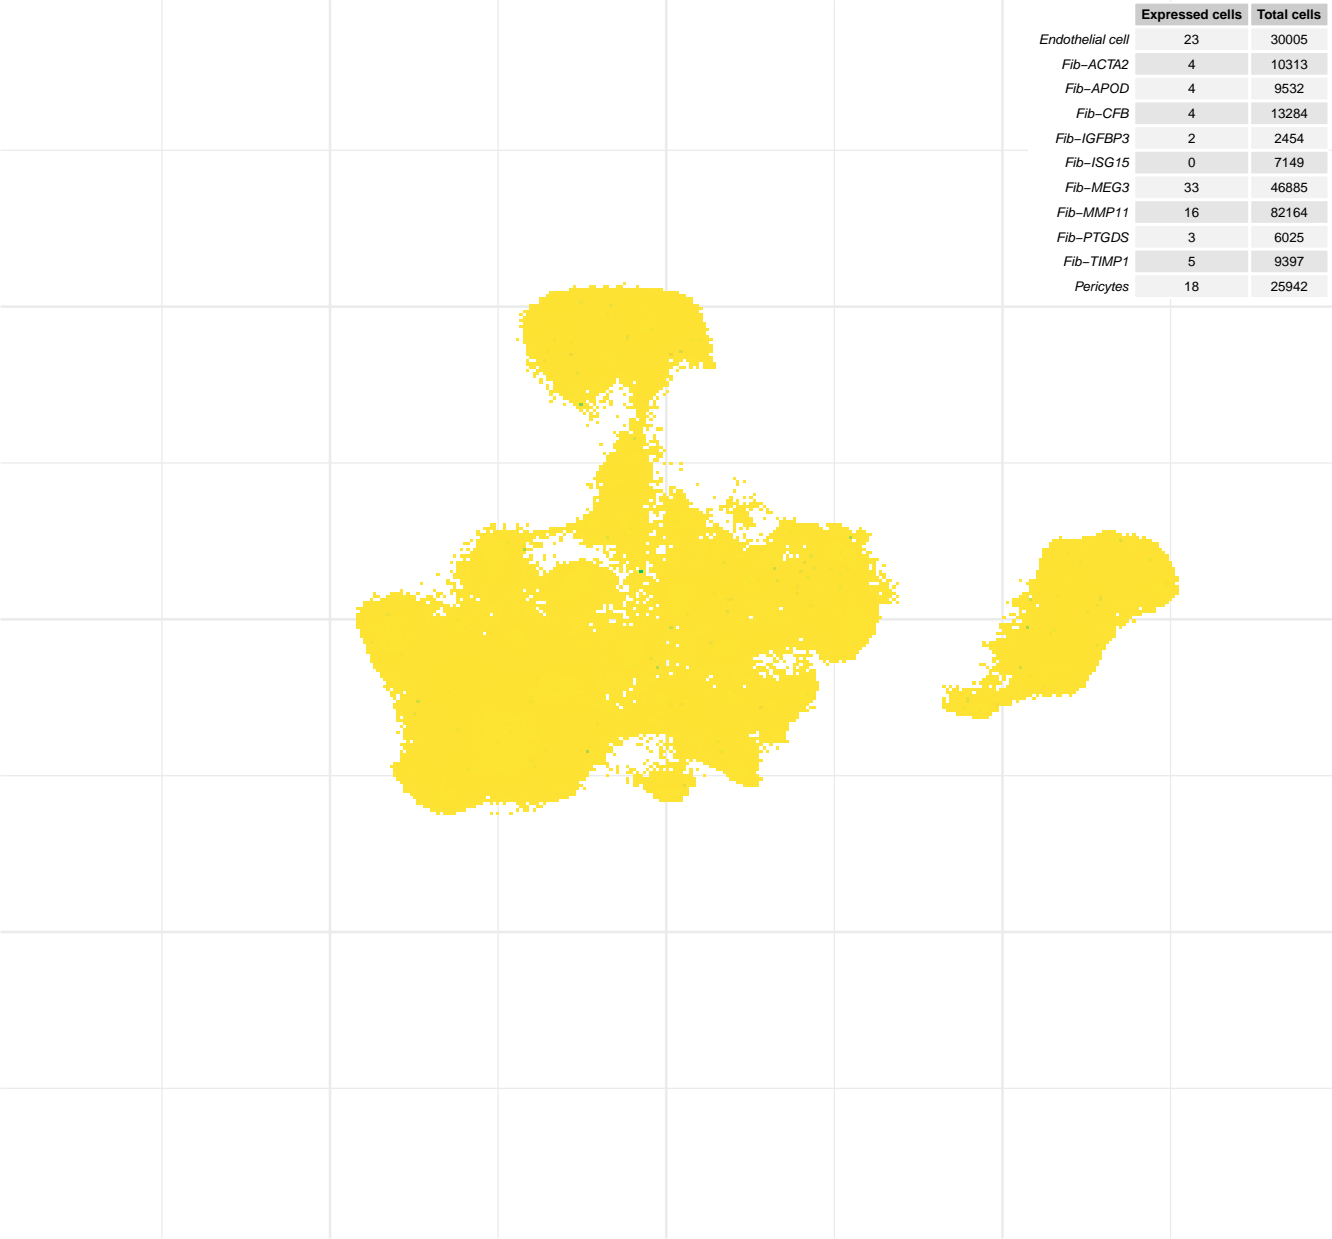 Expressed cells Total cells
Endothelial cell 23 30005
Fib−ACTA2 4 10313
Fib−APOD 4 9532
Fib−CFB 4 13284
Fib−IGFBP3 2 2454
Fib−ISG15 0 7149
Fib−MEG3 33 46885
Fib−MMP11 16 82164
Fib−PTGDS 3 6025
Fib−TIMP1 5 9397
Pericytes 18 25942